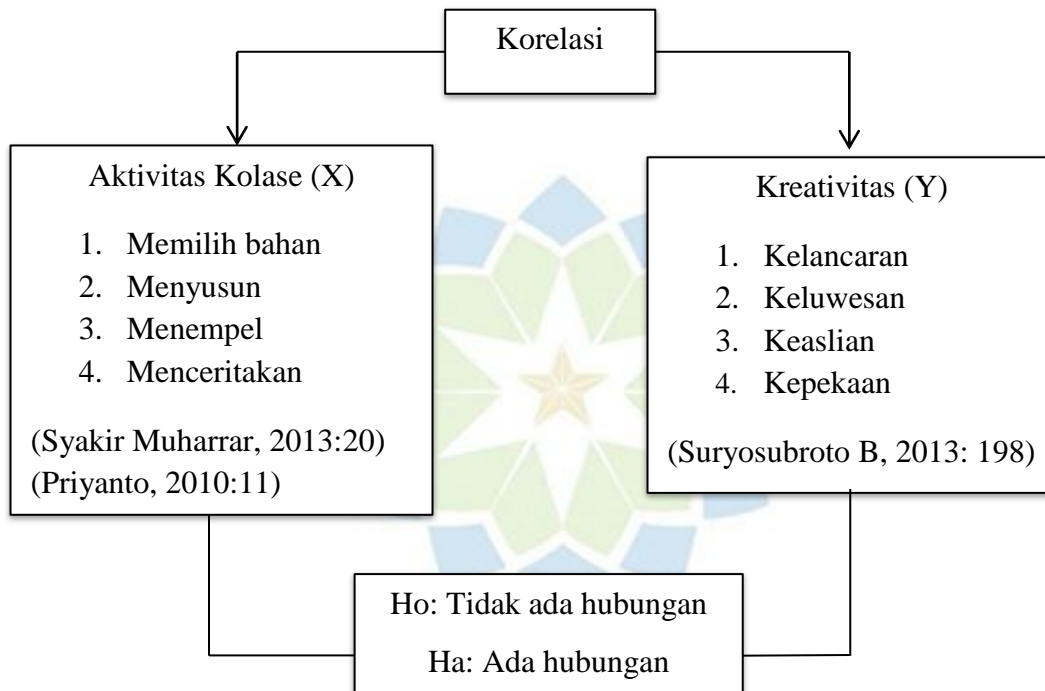 Korelasi
Aktivitas Kolase (X)
1. Memilih bahan
2. Menyusun
3. Menempel
4. Menceritakan
(Syakir Muharrar, 2013:20)
(Priyanto, 2010:11)
Kreativitas (Y)
1. Kelancaran
2. Keluwesan
3. Keaslian
4. Kepekaan
(Suryosubroto B, 2013: 198)
Ho: Tidak ada hubungan
Ha: Ada hubungan